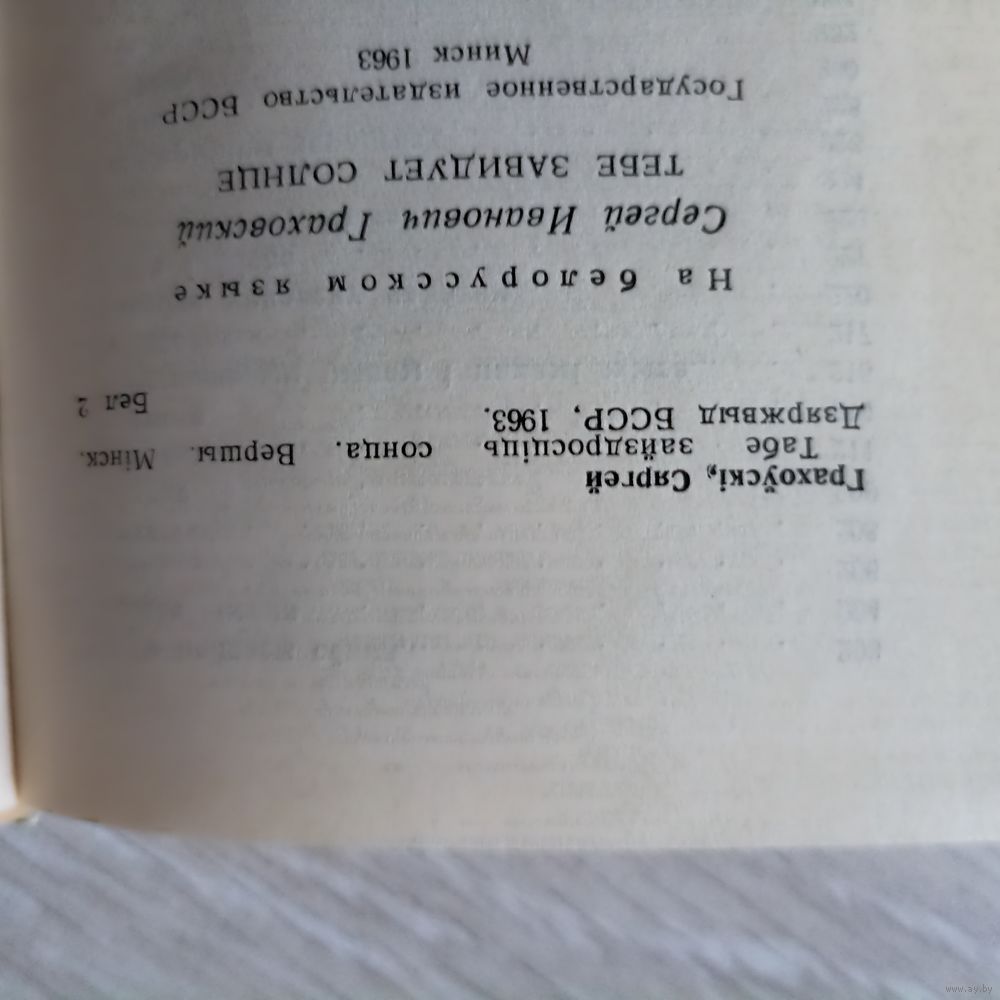 Грахоўскі, Сяргей
Табе зайздросціць сонца. Вершы. Мінск.
Дзяржвыд БССР, 1963.
Бел 2
На белорусском языке
Сергей Иванович Граховский
ТЕБЕ ЗАВИДУЕТ СОЛНЦЕ
Государственное издательство БССР
Минск 1963
www.ay.by